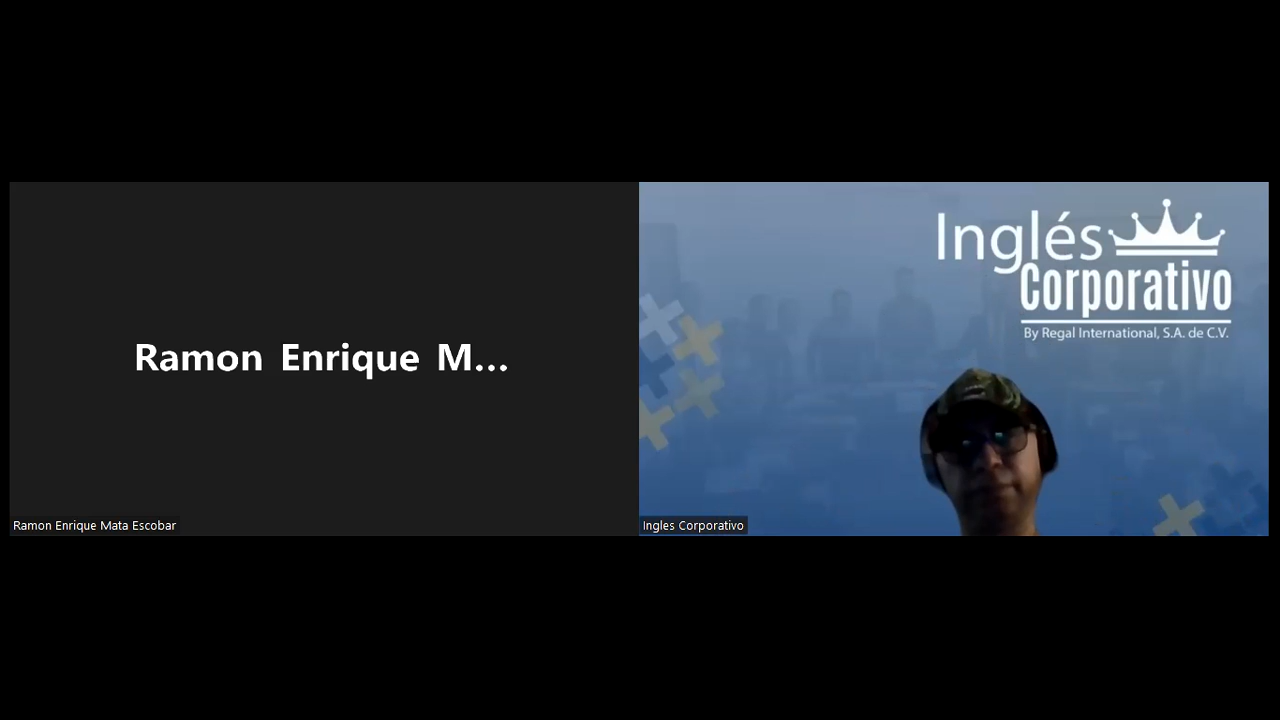 Ramon Enrique M...
Ramon Enrique Mata Escobar
Inglés
Corporativo
By Regal International, S.A. de C.V.
Ingles Corporativo